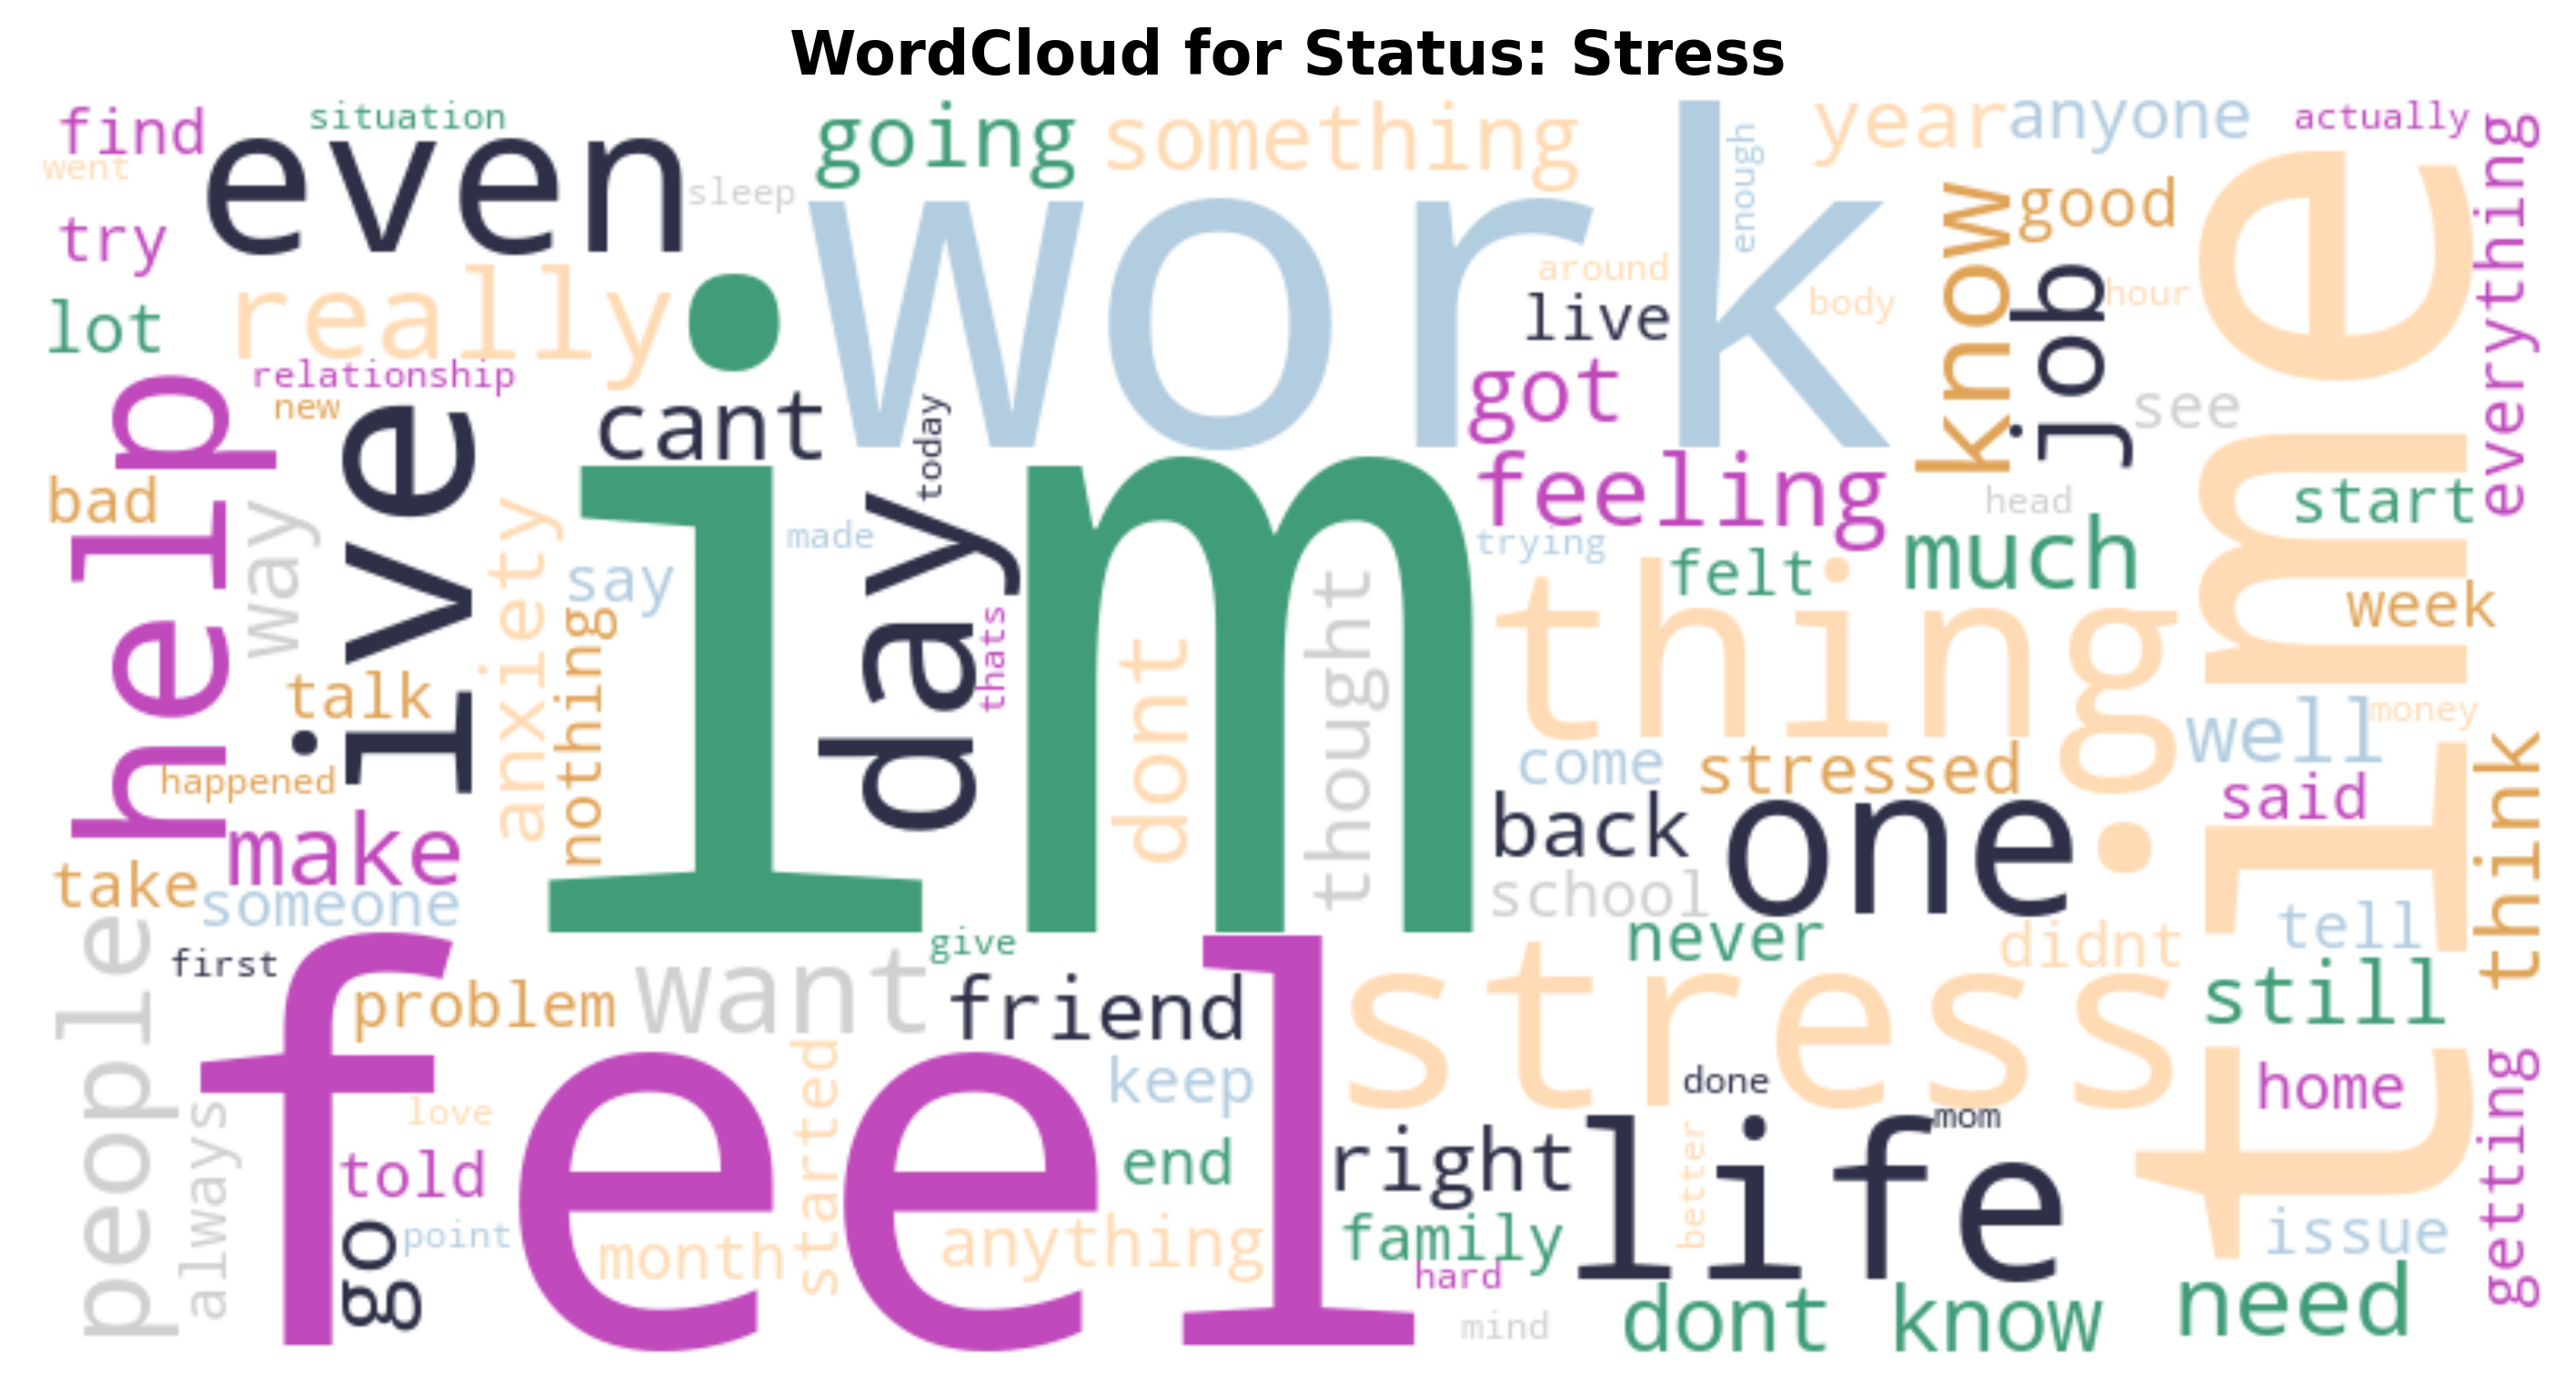 WordCloud for Status: Stress
find
situation
going
something
year
anyone
actually
went
even
sleep
work
enough
know
good
time
everything
try
really
around
body
job
hour
lot
live
relationship
new
cant
today
got
see
help
ive
im
feeling
head
start
bad
way
anxiety
say
made
day
trying
felt
much
thing
week
nothing
thats
dont
thought
talk
well
money
happened
come
stressed
said
think
make
back
one
take
someone
school
tell
people
first
give
never
didnt
still
feel
problem
want
friend
stress
always
love
started
keep
done
mom
home
getting
told
end
right
life
better
go
point
month
anything
family
hard
issue
mind
dont know
need